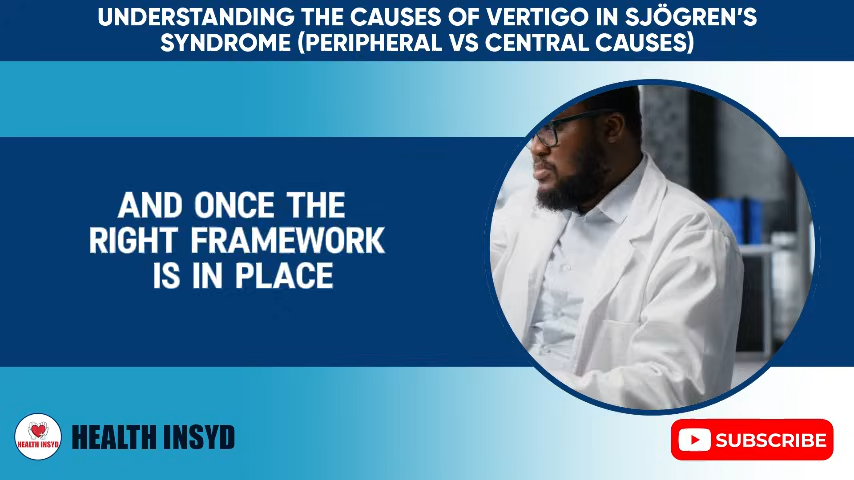 UNDERSTANDING THE CAUSES OF VERTIGO IN SJÖGREN'S
SYNDROME (PERIPHERAL VS CENTRAL CAUSES)
AND ONCE THE
RIGHT FRAMEWORK
IS IN PLACE
HEALTH INSYD
HEALTH INSYD
SUBSCRIBE